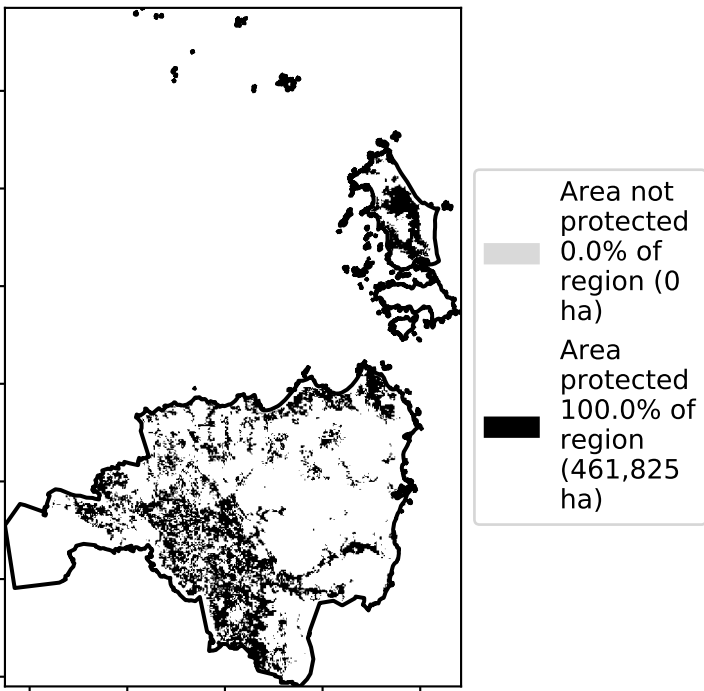 Area not
protected
0.0% of
region (0
ha)
Area
protected
100.0% of
region
(461,825
ha)